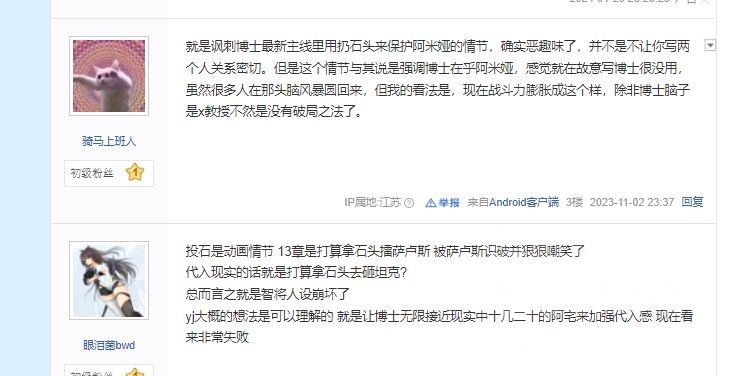 就是讽刺博士最新主线里用扔石头来保护阿米娅的情节，确实恶趣味了，并不是不让你写两
个人关系密切。但是这个情节与其说是强调博士在乎阿米娅，感觉就在故意写博士很没用，
虽然很多人在那头脑风暴圆回来，但我的看法是，现在战斗力膨胀成这个样，除非博士脑子
是x教授不然是没有破局之法了。
骑马上班人
初级粉丝 1
IP属地:江苏 举报 来自Android客户端 3楼 2023-11-02 23:37 回复
投石是动画情节 13章是打算拿石头擂萨卢斯 被萨卢斯识破并狠狠嘲笑了
代入现实的话就是打算拿石头去砸坦克?
总而言之就是智将人设崩坏了
yj大概的想法是可以理解的 就是让博士无限接近现实中十几二十的阿宅来加强代入感 现在看
来非常失败
眼泪菌bwd